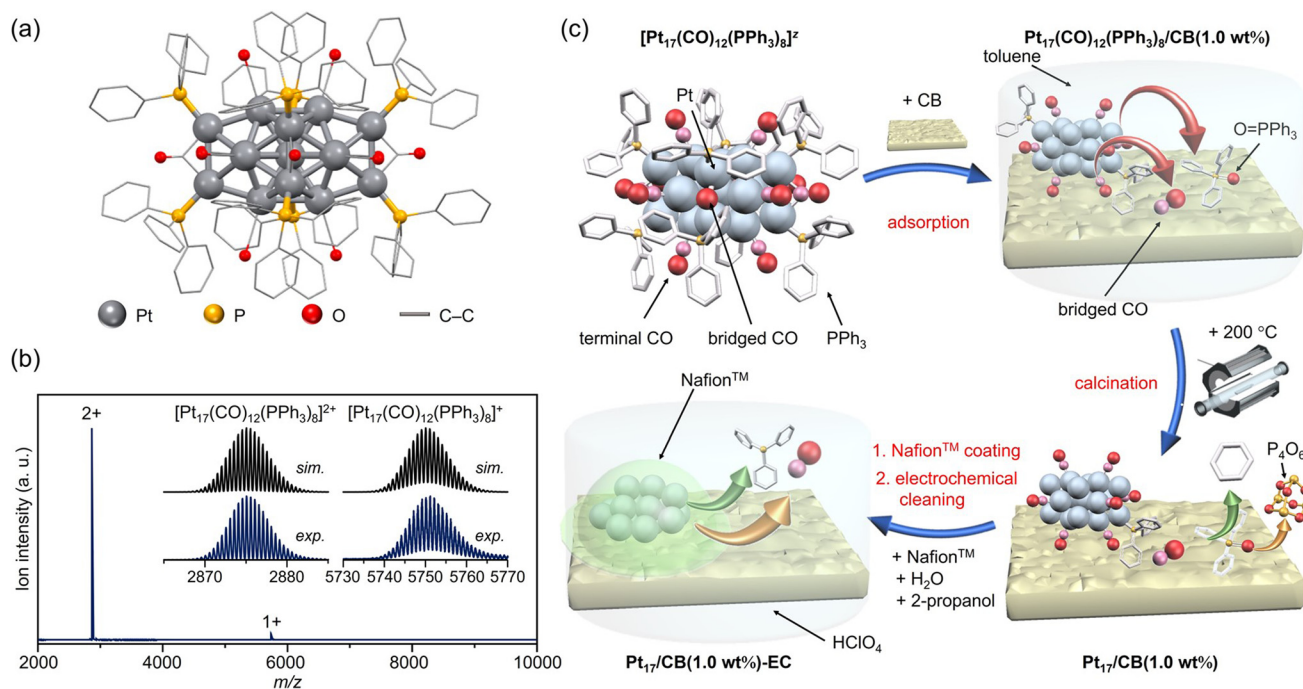 (a)
Pt
P
O
C–C
(b)
Ion intensity (a. u.)
2+
[Pt₁₇(CO)₁₂(PPh₃)₈]²⁺
[Pt₁₇(CO)₁₂(PPh₃)₈]⁺
sim.
sim.
exp.
exp.
2870
2880
5730
5740
5750
5760
5770
1+
2000
4000
6000
8000
10000
m/z
(c)
[Pt₁₇(CO)₁₂(PPh₃)₈]ᶻ
Pt
terminal CO
bridged CO
PPh₃
+ CB
adsorption
Pt₁₇(CO)₁₂(PPh₃)₈/CB(1.0 wt%)
toluene
O=PPh₃
bridged CO
+ 200 °C
calcination
P₄O₆
Pt₁₇/CB(1.0 wt%)
1. Nafion™ coating
2. electrochemical
cleaning
+ Nafion™
+ H₂O
+ 2-propanol
Nafion™
HClO₄
Pt₁₇/CB(1.0 wt%)-EC